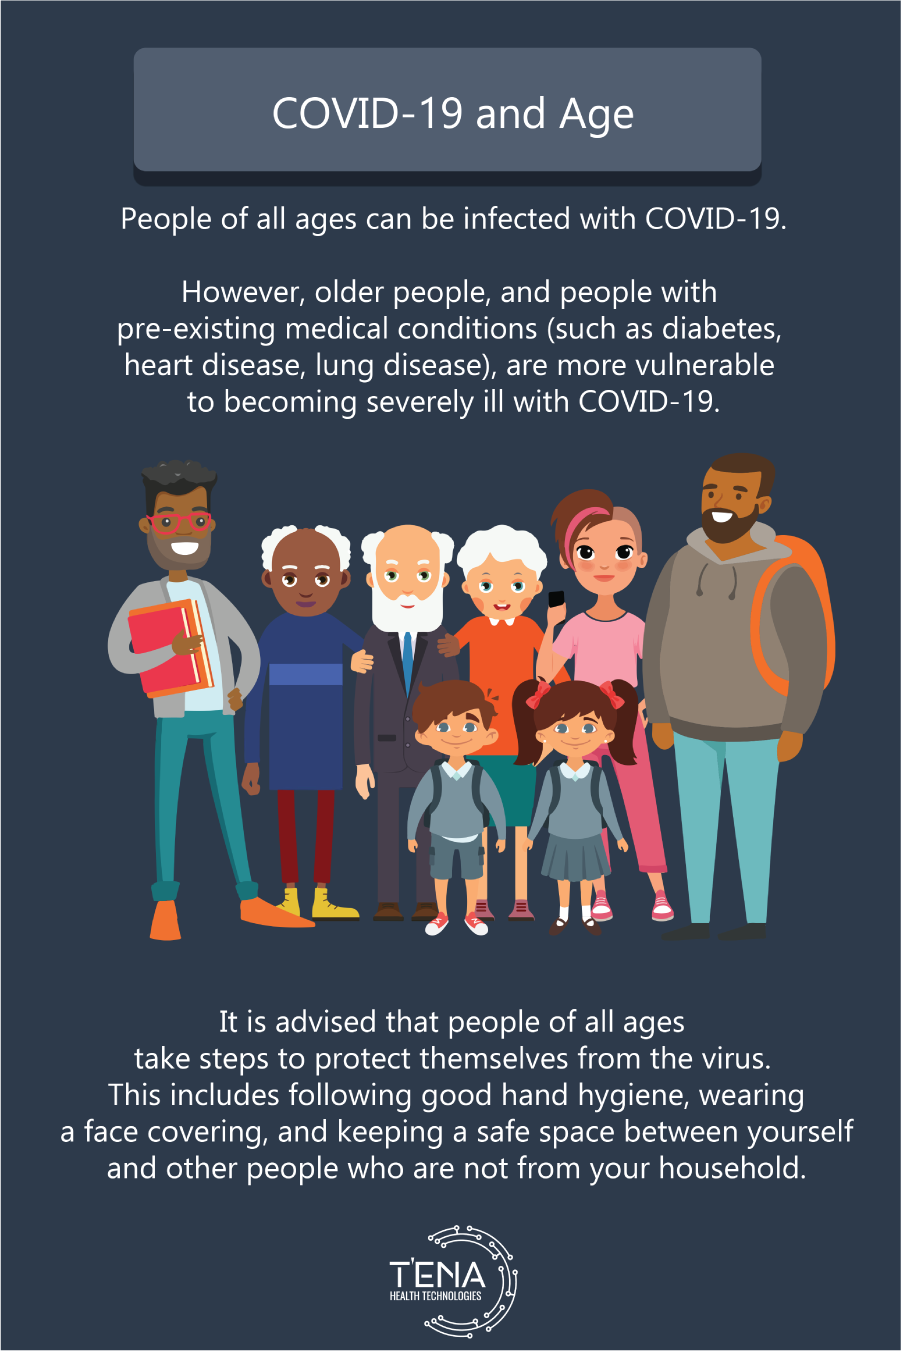 COVID-19 and Age
People of all ages can be infected with COVID-19.
However, older people, and people with
pre-existing medical conditions (such as diabetes,
heart disease, lung disease), are more vulnerable
to becoming severely ill with COVID-19.
It is advised that people of all ages
take steps to protect themselves from the virus.
This includes following good hand hygiene, wearing
a face covering, and keeping a safe space between yourself
and other people who are not from your household.
T'ENA
HEALTH TECHNOLOGIES